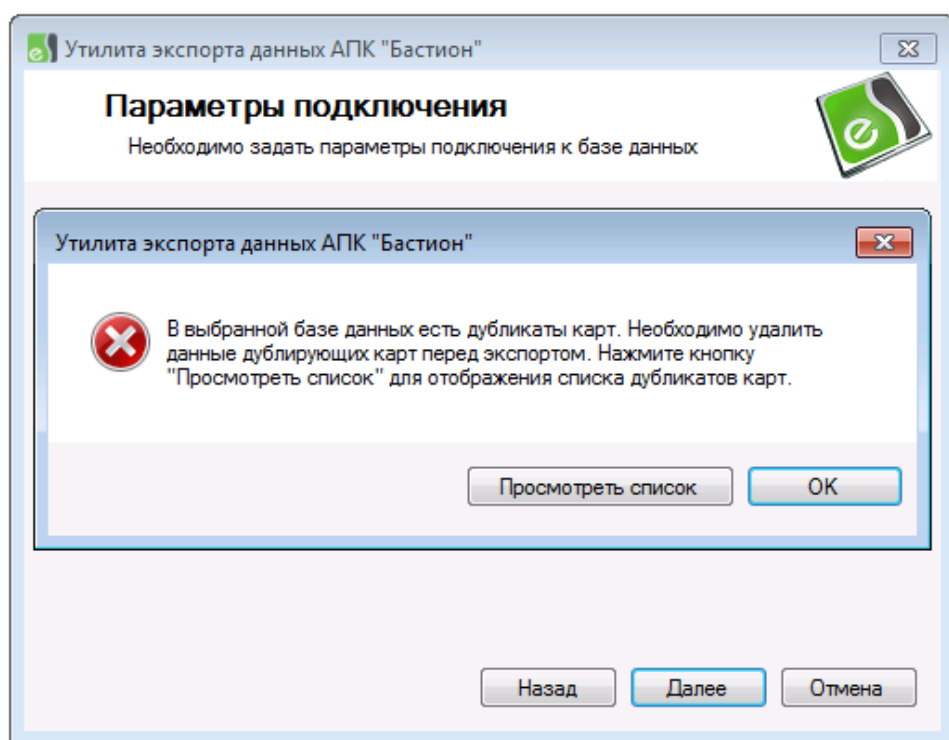 Утилита экспорта данных АПК "Бастион"
Параметры подключения
Необходимо задать параметры подключения к базе данных
Утилита экспорта данных АПК "Бастион"
В выбранной базе данных есть дубликаты карт. Необходимо удалить
данные дублирующих карт перед экспортом. Нажмите кнопку
"Просмотреть список" для отображения списка дубликатов карт.
Просмотреть список OK
Назад Далее Отмена